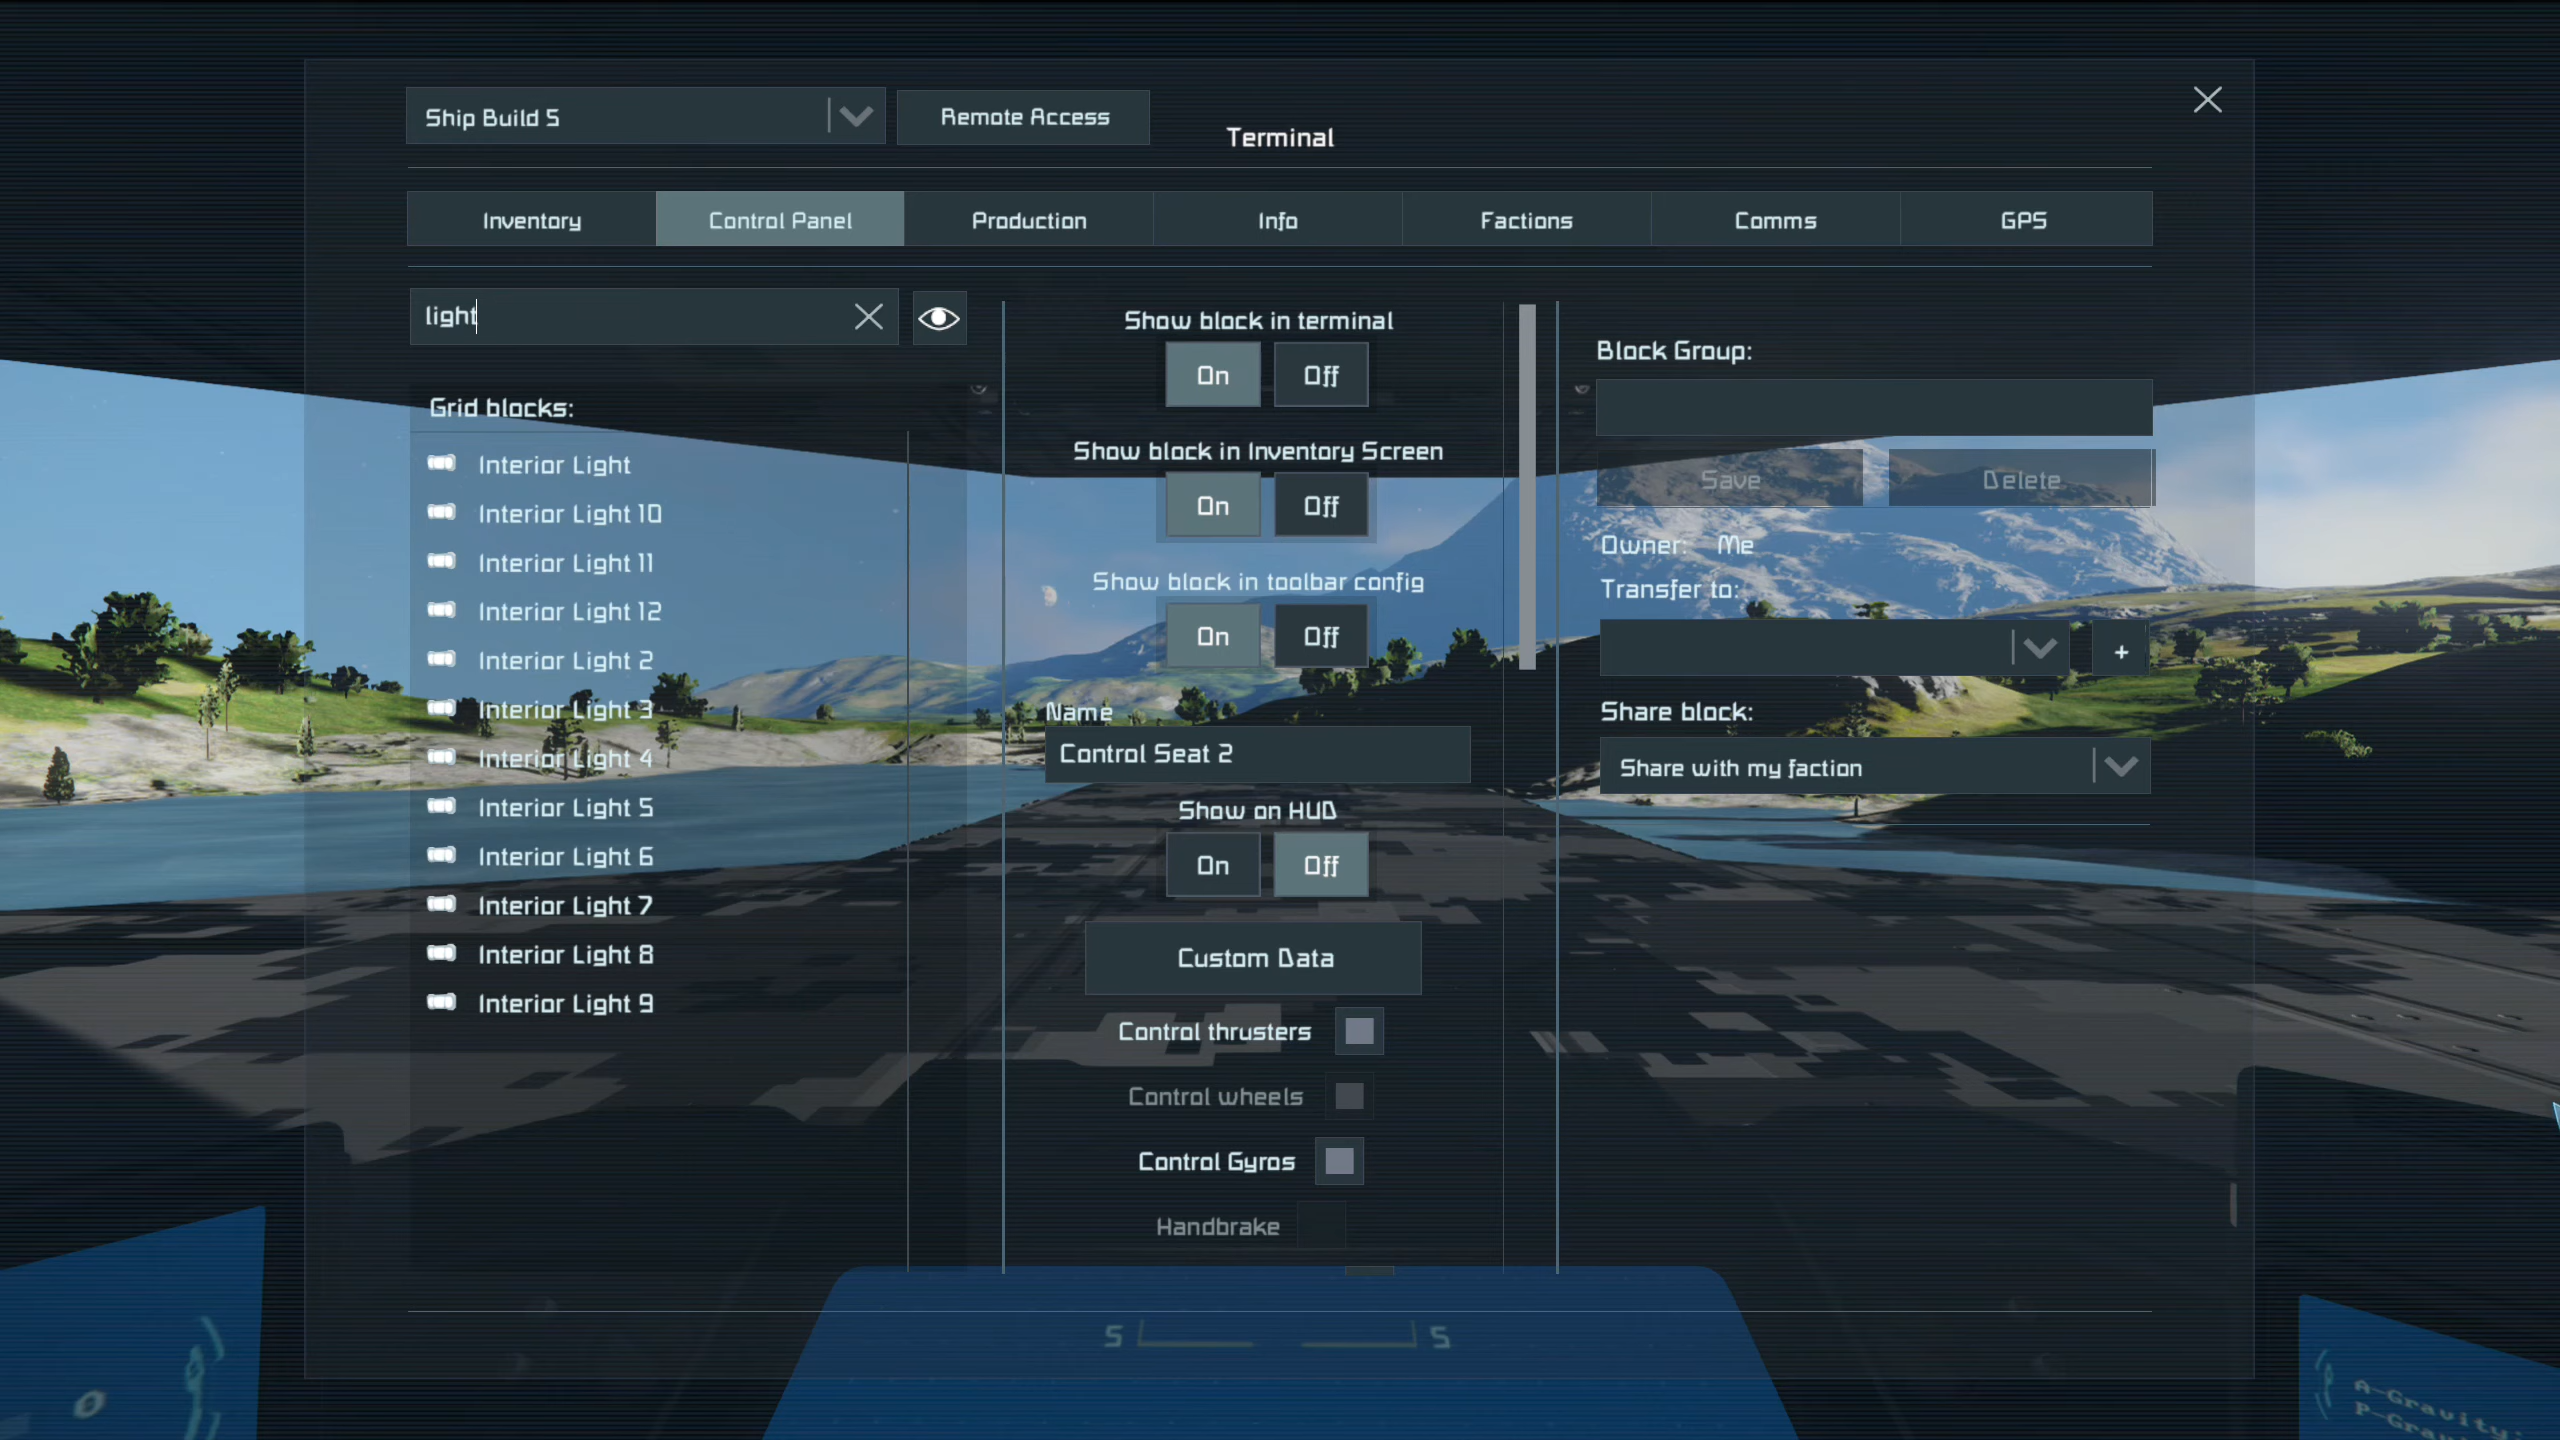 Ship Build 5
Remote Access
Terminal
Inventory
Control Panel
Production
Info
Factions
Comms
GPS
light
Grid blocks:
Interior Light
Interior Light 10
Interior Light 11
Interior Light 12
Interior Light 2
Interior Light 3
Interior Light 4
Interior Light 5
Interior Light 6
Interior Light 7
Interior Light 8
Interior Light 9
Show block in terminal
On Off
Show block in Inventory Screen
On Off
Show block in toolbar config
On Off
Name
Control Seat 2
Show on HUD
On Off
Custom Data
Control thrusters
Control wheels
Control Gyros
Handbrake
Block Group:
Save Delete
Owner: Me
Transfer to:
+
Share block:
Share with my faction
S S
0
A-Gravity: